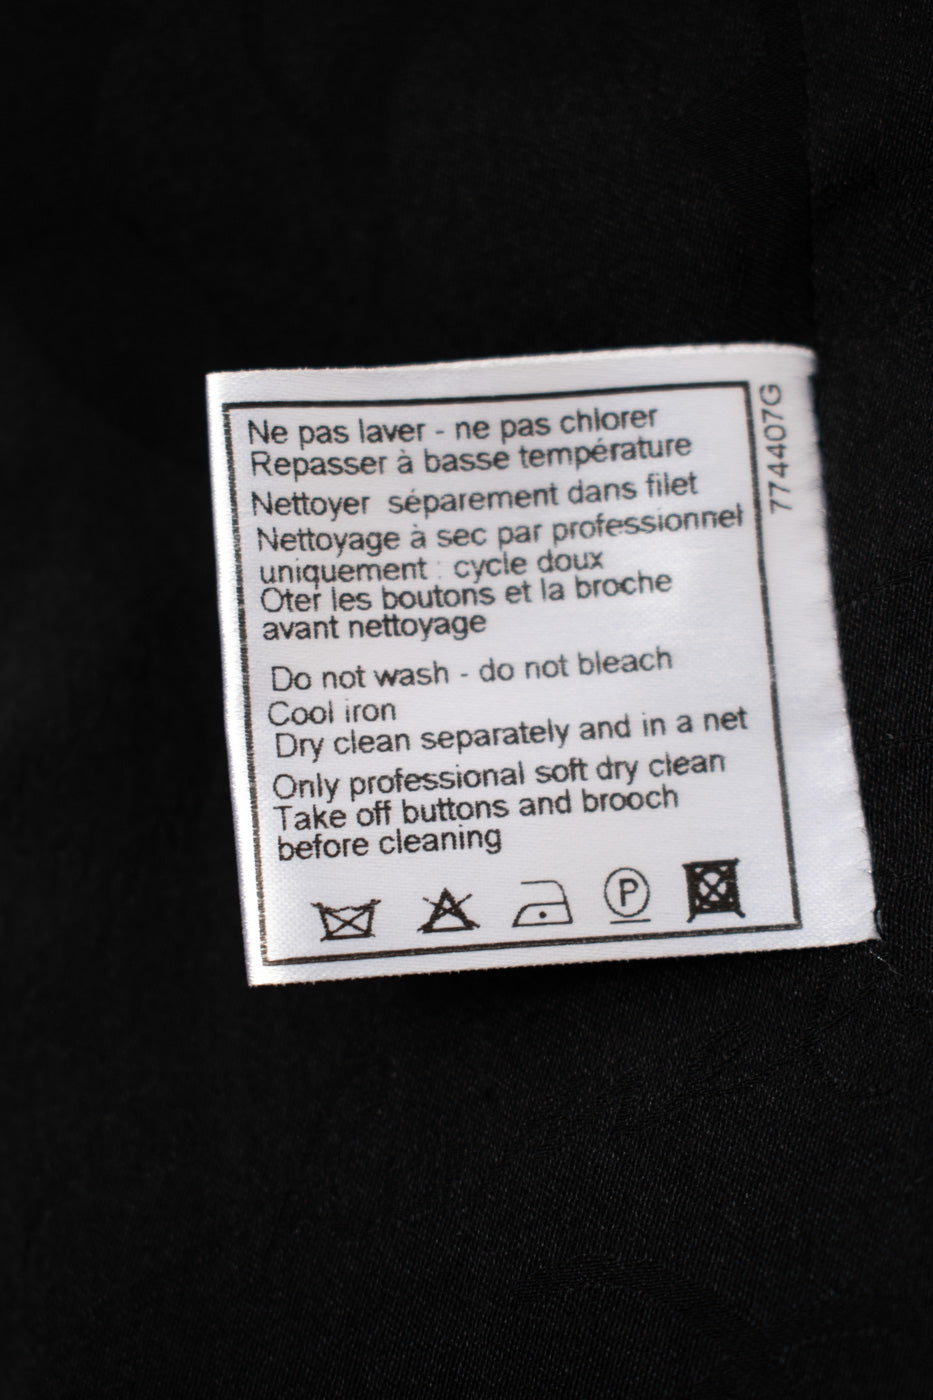 Ne pas laver - ne pas chlorer
Repasser à basse température
Nettoyer séparement dans filet
Nettoyage à sec par professionnel
uniquement : cycle doux
Oter les boutons et la broche
avant nettoyage
Do not wash - do not bleach
Cool iron
Dry clean separately and in a net
Only professional soft dry clean
Take off buttons and brooch
before cleaning
P
774407G